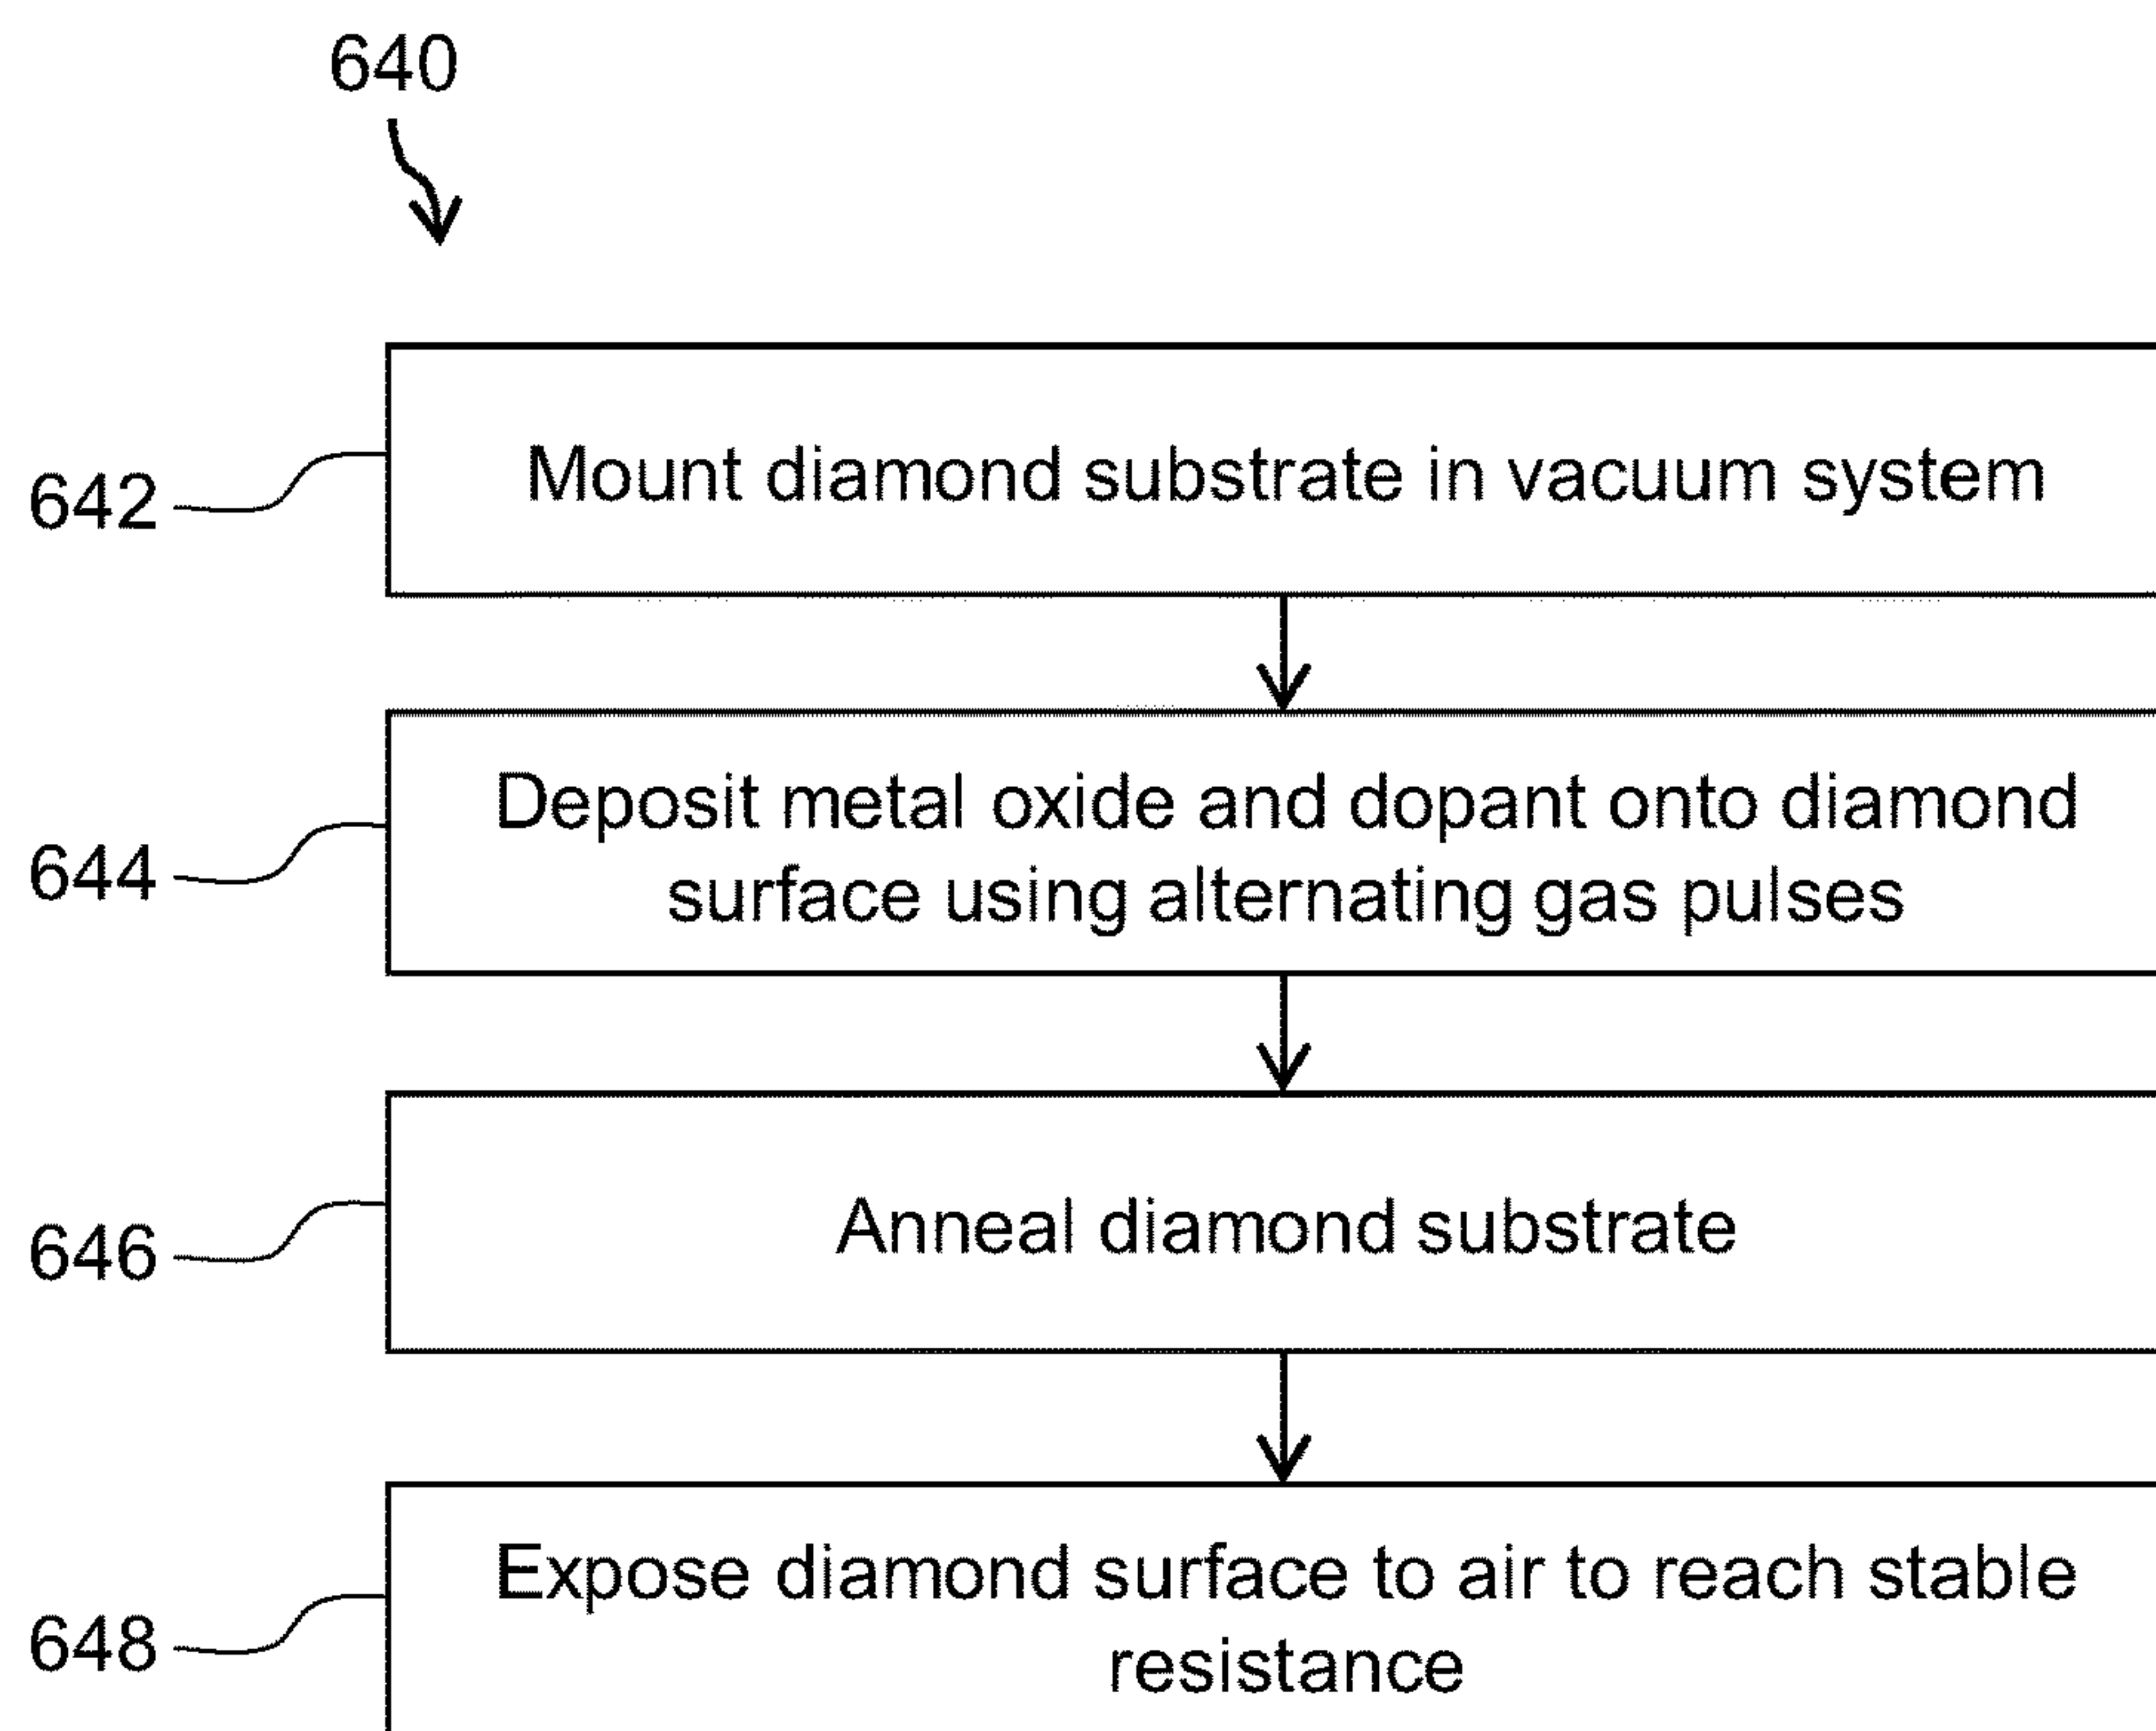 640
642
Mount diamond substrate in vacuum system
644
Deposit metal oxide and dopant onto diamond
surface using alternating gas pulses
646
Anneal diamond substrate
648
Expose diamond surface to air to reach stable
resistance